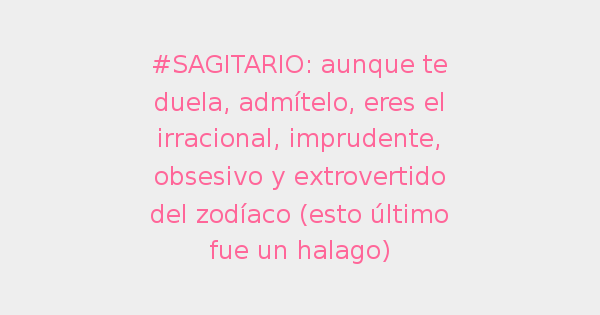 #SAGITARIO: aunque te
duela, admítelo, eres el
irracional, imprudente,
obsesivo y extrovertido
del zodíaco (esto último
fue un halago)